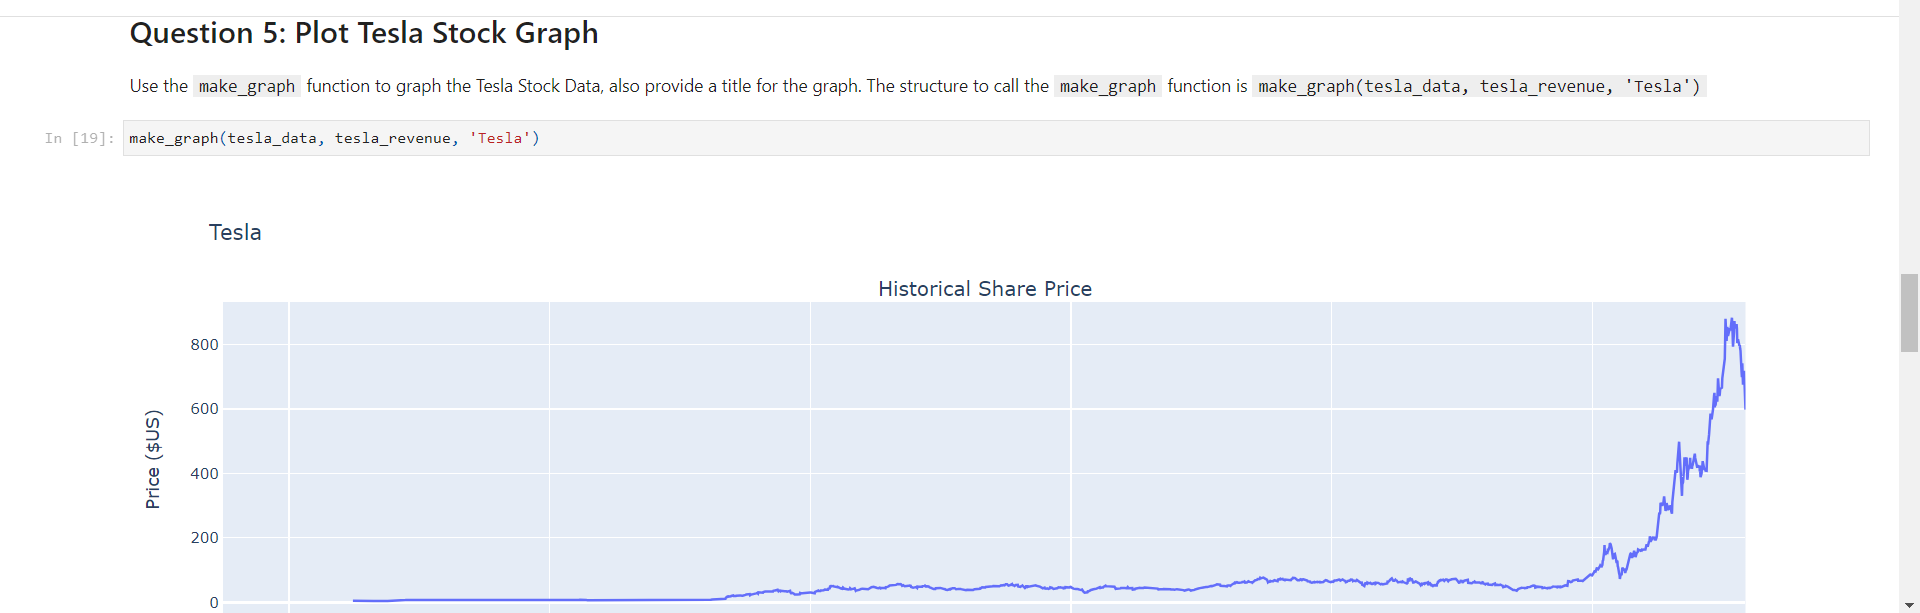 Question 5: Plot Tesla Stock Graph
Use the make_graph function to graph the Tesla Stock Data, also provide a title for the graph. The structure to call the make_graph function is make_graph(tesla_data, tesla_revenue, 'Tesla')
In [19]: make_graph(tesla_data, tesla_revenue, 'Tesla')
Tesla
Historical Share Price
800
600
400
200
0
Price ($US)